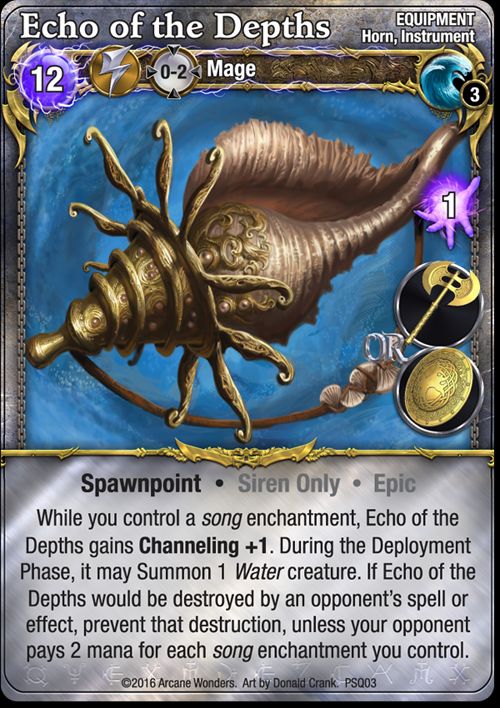 Echo of the Depths
EQUIPMENT
Horn, Instrument
12
0-2
Mage
3
1
OR
Spawnpoint • Siren Only • Epic
While you control a song enchantment, Echo of the
Depths gains Channeling +1. During the Deployment
Phase, it may Summon 1 Water creature. If Echo of the
Depths would be destroyed by an opponent's spell or
effect, prevent that destruction, unless your opponent
pays 2 mana for each song enchantment you control.
©2016 Arcane Wonders. Art by Donald Crank. PSQ03